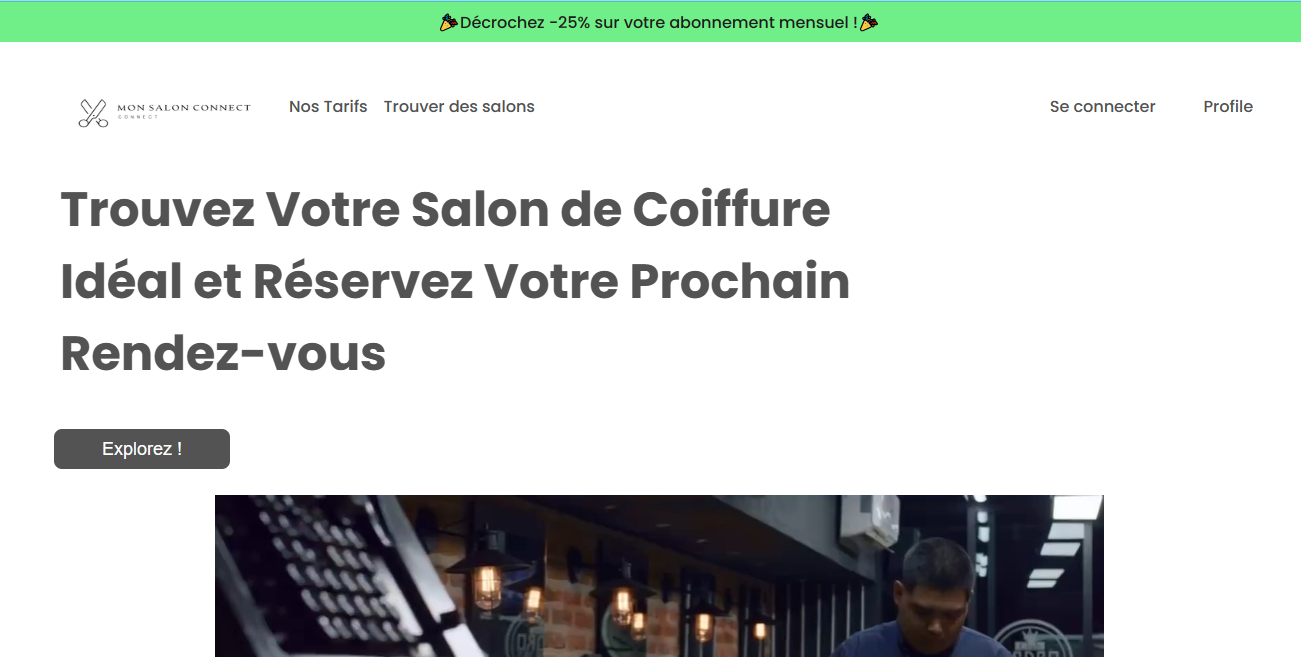 Décrochez -25% sur votre abonnement mensuel !
MON SALON CONNECT
CONNECT
Nos Tarifs
Trouver des salons
Se connecter
Profile
Trouvez Votre Salon de Coiffure
Idéal et Réservez Votre Prochain
Rendez-vous
Explorez !